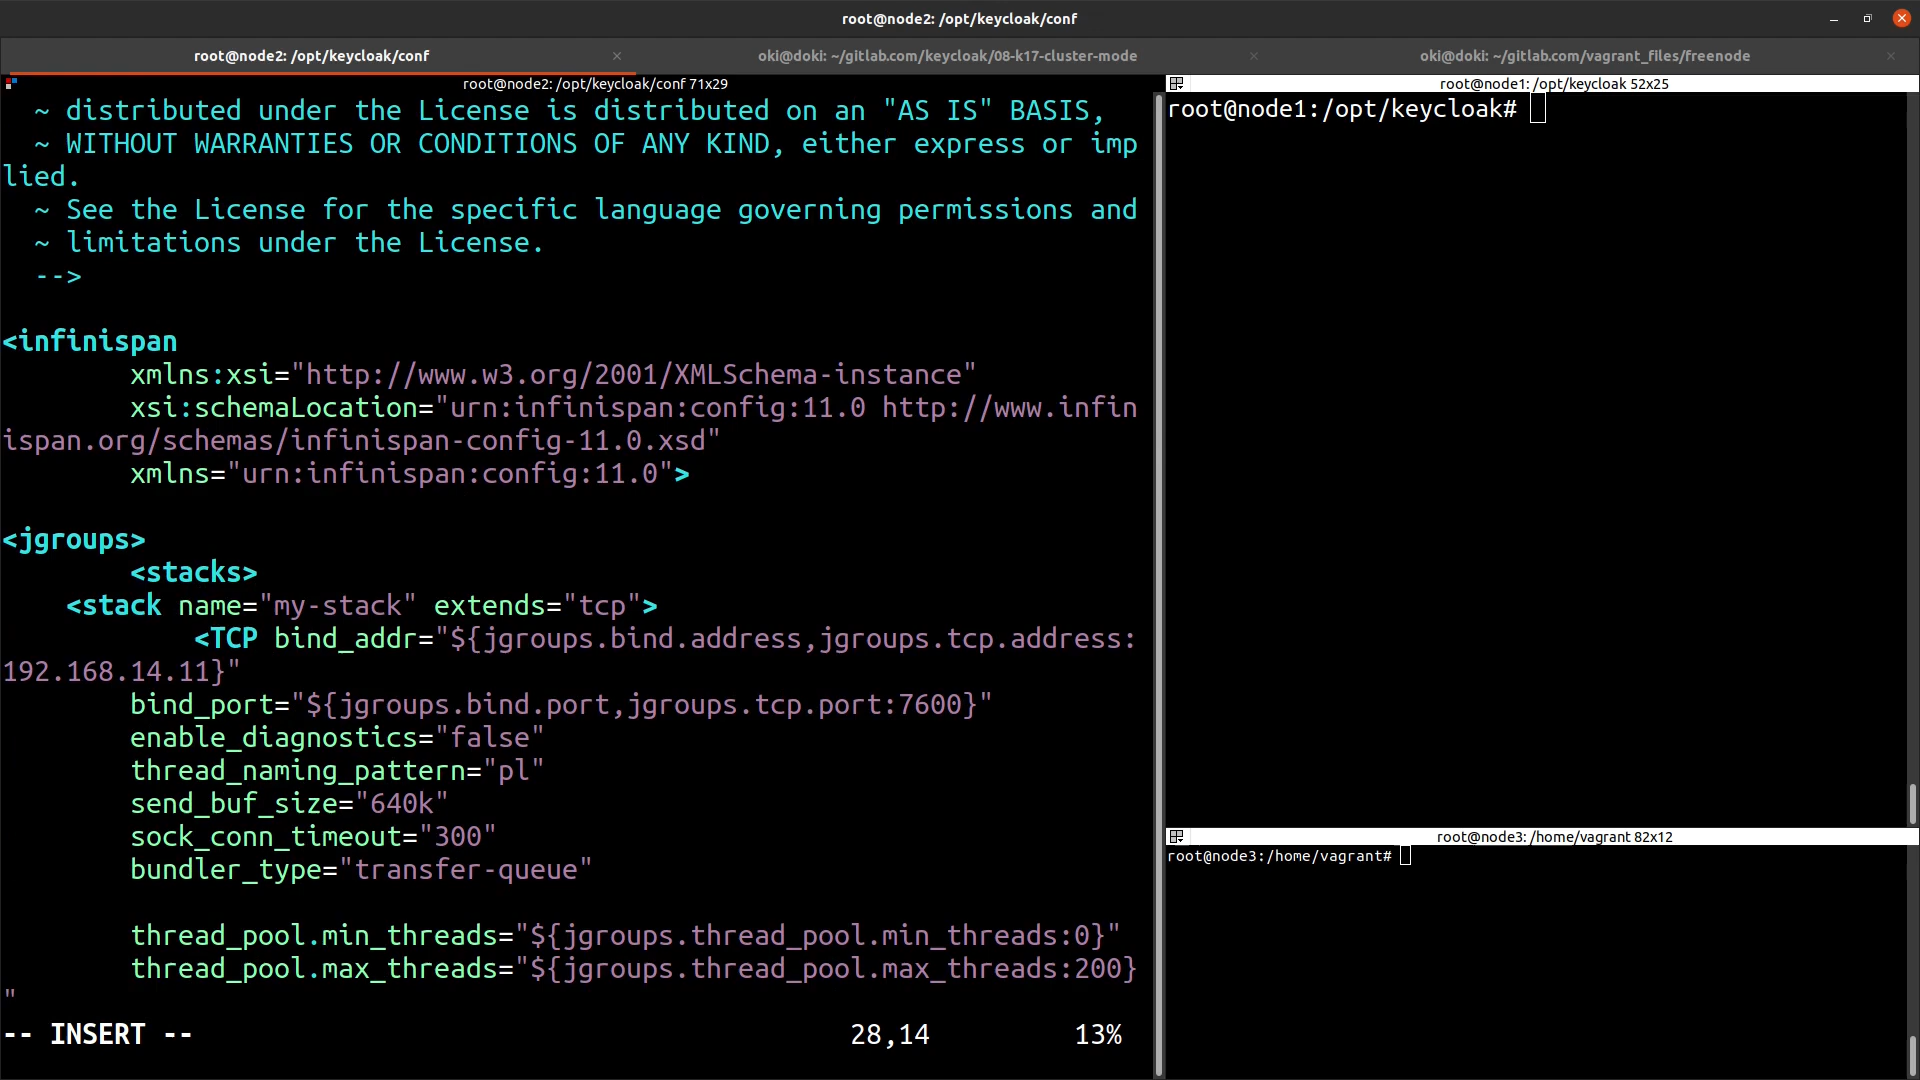 root@node2: /opt/keycloak/conf
root@node2: /opt/keycloak/conf
oki@doki: ~/gitlab.com/keycloak/08-k17-cluster-mode
oki@doki: ~/gitlab.com/vagrant_files/freenode
root@node2: /opt/keycloak/conf 71x29
~ distributed under the License is distributed on an "AS IS" BASIS,
~ WITHOUT WARRANTIES OR CONDITIONS OF ANY KIND, either express or imp
lied.
~ See the License for the specific language governing permissions and
~ limitations under the License.
-->
<infinispan
xmlns:xsi="http://www.w3.org/2001/XMLSchema-instance"
xsi:schemaLocation="urn:infinispan:config:11.0 http://www.infin
ispan.org/schemas/infinispan-config-11.0.xsd"
xmlns="urn:infinispan:config:11.0">
<jgroups>
<stacks>
<stack name="my-stack" extends="tcp">
<TCP bind_addr="${jgroups.bind.address,jgroups.tcp.address:
192.168.14.11}"
bind_port="${jgroups.bind.port,jgroups.tcp.port:7600}"
enable_diagnostics="false"
thread_naming_pattern="pl"
send_buf_size="640k"
sock_conn_timeout="300"
bundler_type="transfer-queue"
thread_pool.min_threads="${jgroups.thread_pool.min_threads:0}"
thread_pool.max_threads="${jgroups.thread_pool.max_threads:200}
"
-- INSERT -- 28,14 13%
root@node1: /opt/keycloak 52x25
root@node1:/opt/keycloak#
root@node3: /home/vagrant 82x12
root@node3:/home/vagrant#